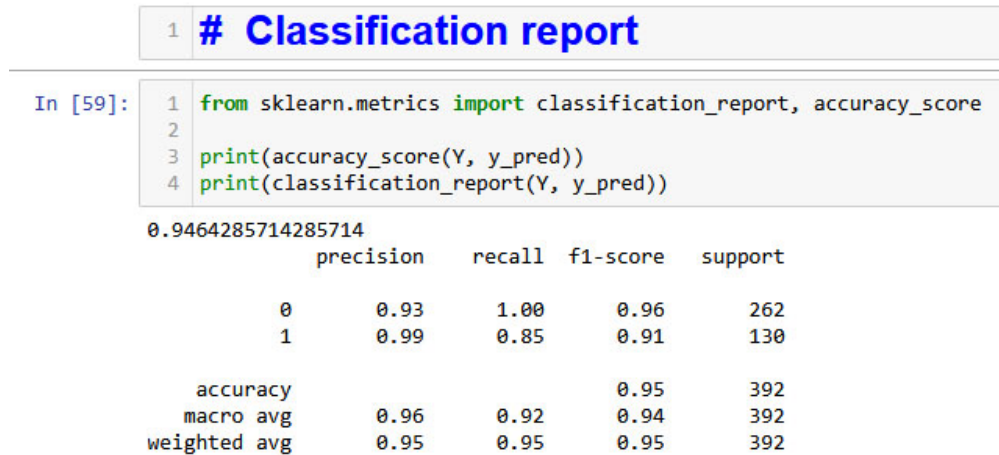 1 # Classification report
In [59]: 1 from sklearn.metrics import classification_report, accuracy_score
2
3 print(accuracy_score(Y, y_pred))
4 print(classification_report(Y, y_pred))
0.9464285714285714
precision recall f1-score support
0 0.93 1.00 0.96 262
1 0.99 0.85 0.91 130
accuracy 0.95 392
macro avg 0.96 0.92 0.94 392
weighted avg 0.95 0.95 0.95 392